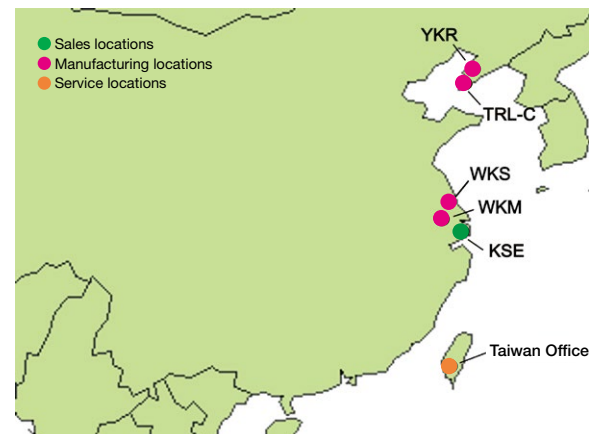 Sales locations
Manufacturing locations
Service locations
YKR
TRL-C
WKS
WKM
KSE
Taiwan Office